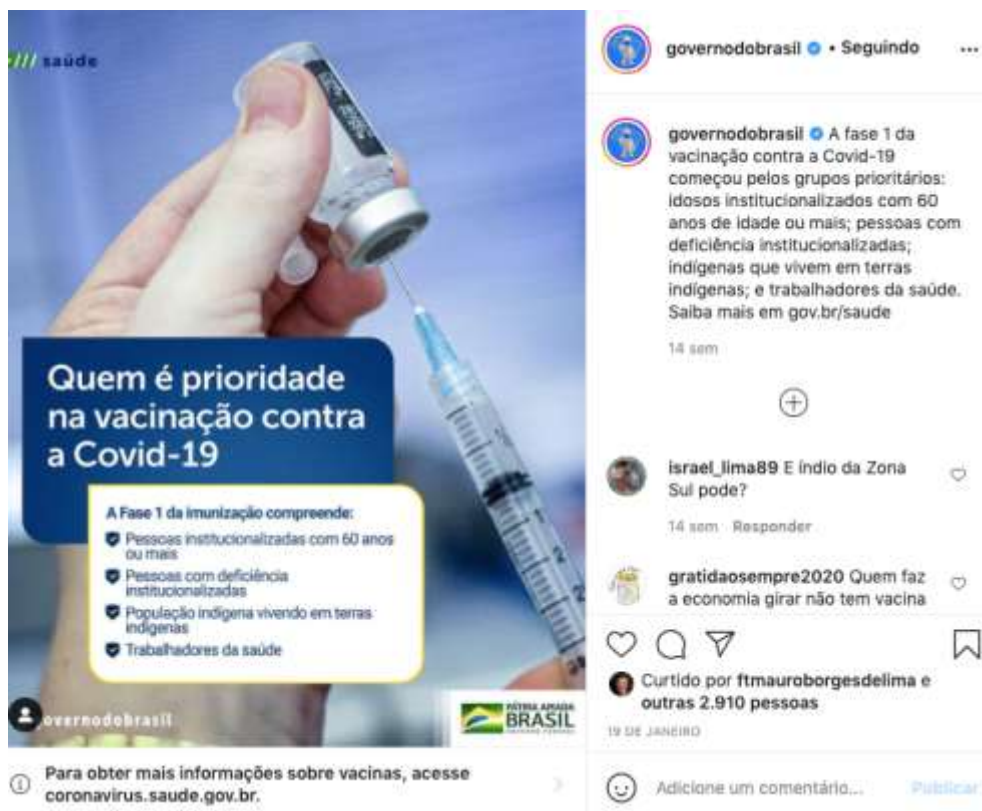 saúde
Quem é prioridade
na vacinação contra
a Covid-19
A Fase 1 da imunização compreende:
Pessoas institucionalizadas com 60 anos
ou mais
Pessoas com deficiência
institucionalizadas
População indígena vivendo em terras
indígenas
Trabalhadores da saúde
overnodobrasil
PÁTRIA AMADA
BRASIL
Para obter mais informações sobre vacinas, acesse
coronavirus.saude.gov.br.
governodobrasil • Seguindo
governodobrasil A fase 1 da
vacinação contra a Covid-19
começou pelos grupos prioritários:
idosos institucionalizados com 60
anos de idade ou mais; pessoas com
deficiência institucionalizadas;
indígenas que vivem em terras
indígenas; e trabalhadores da saúde.
Saiba mais em gov.br/saude
14 sem
israel_lima89 E índio da Zona
Sul pode?
14 sem Responder
gratidaosempre2020 Quem faz
a economia girar não tem vacina
Curtido por ftmauroborgesdelima e
outras 2.910 pessoas
19 DE JANEIRO
Adicione um comentário... Publicar